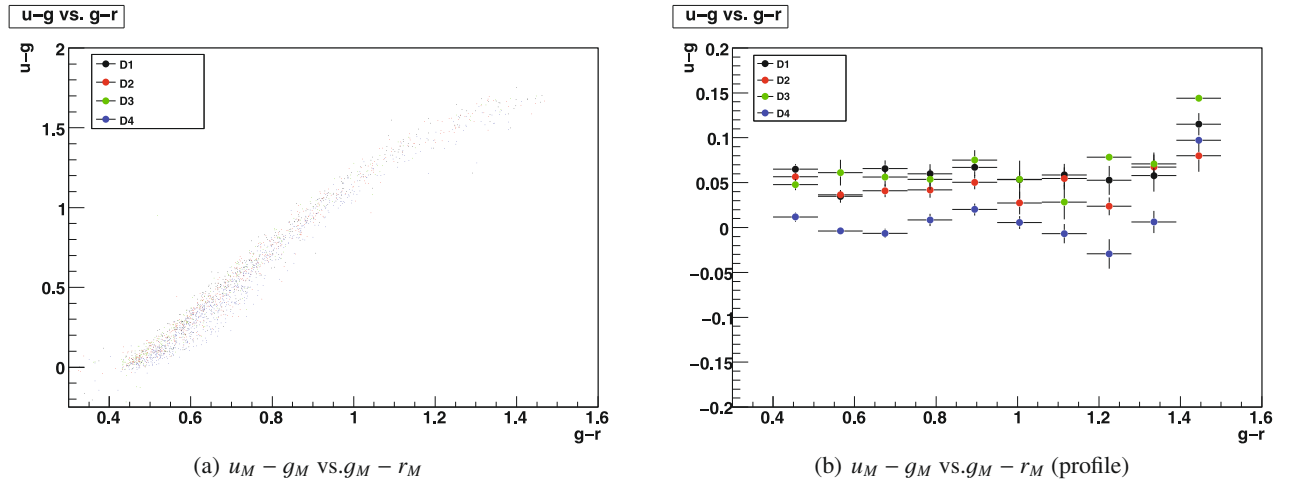 u−g vs. g−r
u−g
2
1.5
1
0.5
0
D1
D2
D3
D4
0.4 0.6 0.8 1 1.2 1.4 1.6
g−r
(a) u_M − g_M vs.g_M − r_M
u−g vs. g−r
u−g
0.2
0.15
0.1
0.05
0
−0.05
−0.1
−0.15
−0.2
D1
D2
D3
D4
0.4 0.6 0.8 1 1.2 1.4 1.6
g−r
(b) u_M − g_M vs.g_M − r_M (profile)